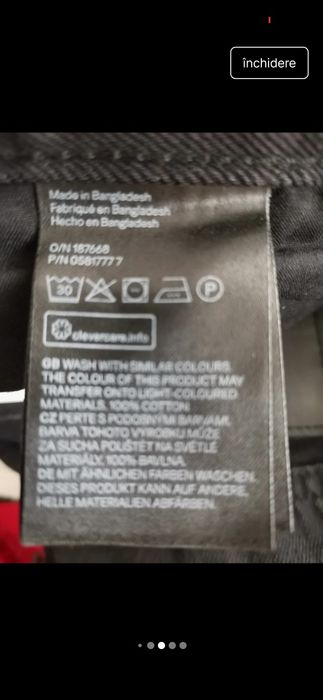 închidere
Made in Bangladesh
Fabriqué en Bangladesh
Hecho en Bangladesh
O/N 187668
P/N 0581777 7
30
P
clevercare.info
GB WASH WITH SIMILAR COLOURS.
THE COLOUR OF THIS PRODUCT MAY
TRANSFER ONTO LIGHT-COLOURED
MATERIALS. 100% COTTON
CZ PERTE S PODOBNÝMI BARVAMI.
BARVA TOHOTO VÝROBKU MŮŽE
ZA SUCHA POUŠTĚT NA SVĚTLÉ
MATERIÁLY. 100% BAVLNA.
DE MIT ÄHNLICHEN FARBEN WASCHEN.
DIESES PRODUKT KANN AUF ANDERE,
HELLE MATERIALIEN ABFÄRBEN.